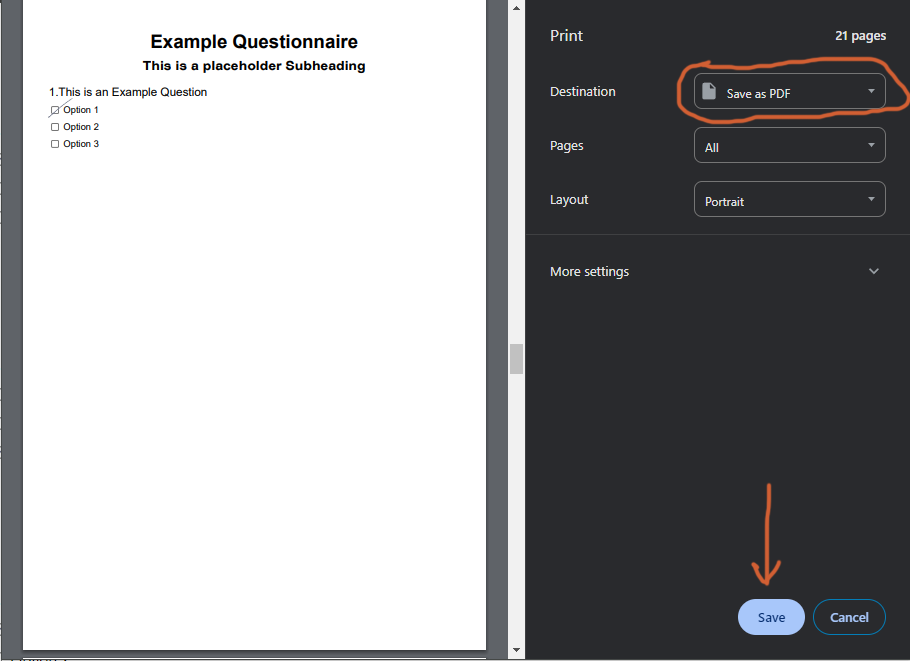 Example Questionnaire
This is a placeholder Subheading
1.This is an Example Question
Option 1
Option 2
Option 3
Print
21 pages
Destination
Save as PDF
Pages
All
Layout
Portrait
More settings
Save
Cancel